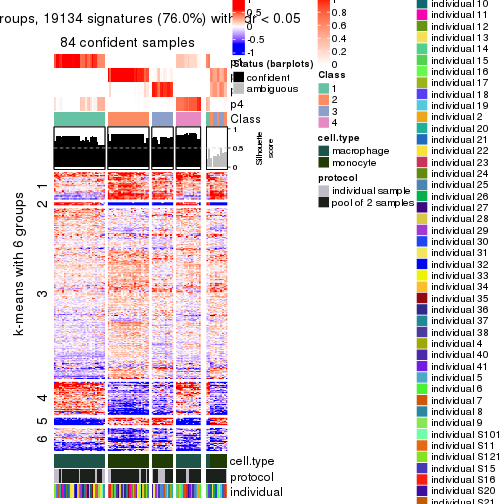 roups, 19134 signatures (76.0%) with
r < 0.05
84 confident samples
p4
Class
1
0.5
0
Silhouette
score
k-means with 6 groups
1
2
3
4
5
6
cell.type
protocol
individual
1
0.5
0
-0.5
-1
Status (barplots)
confident
ambiguous
1
0.8
0.6
0.4
0.2
0
Class
1
2
3
4
cell.type
macrophage
monocyte
protocol
individual sample
pool of 2 samples
individual 10
individual 11
individual 12
individual 13
individual 14
individual 15
individual 16
individual 17
individual 18
individual 19
individual 2
individual 20
individual 21
individual 22
individual 23
individual 24
individual 25
individual 26
individual 27
individual 28
individual 29
individual 30
individual 31
individual 32
individual 33
individual 34
individual 35
individual 36
individual 37
individual 38
individual 4
individual 40
individual 41
individual 5
individual 6
individual 7
individual 8
individual 9
individual S101
individual S11
individual S121
individual S15
individual S16
individual S20
individual S21